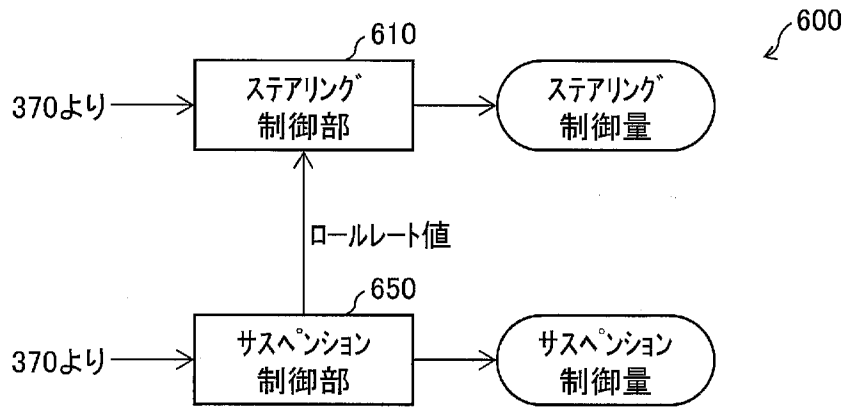 600
610
370より
ステアリング
制御部
ステアリング
制御量
ロールレート値
650
370より
サスペンション
制御部
サスペンション
制御量